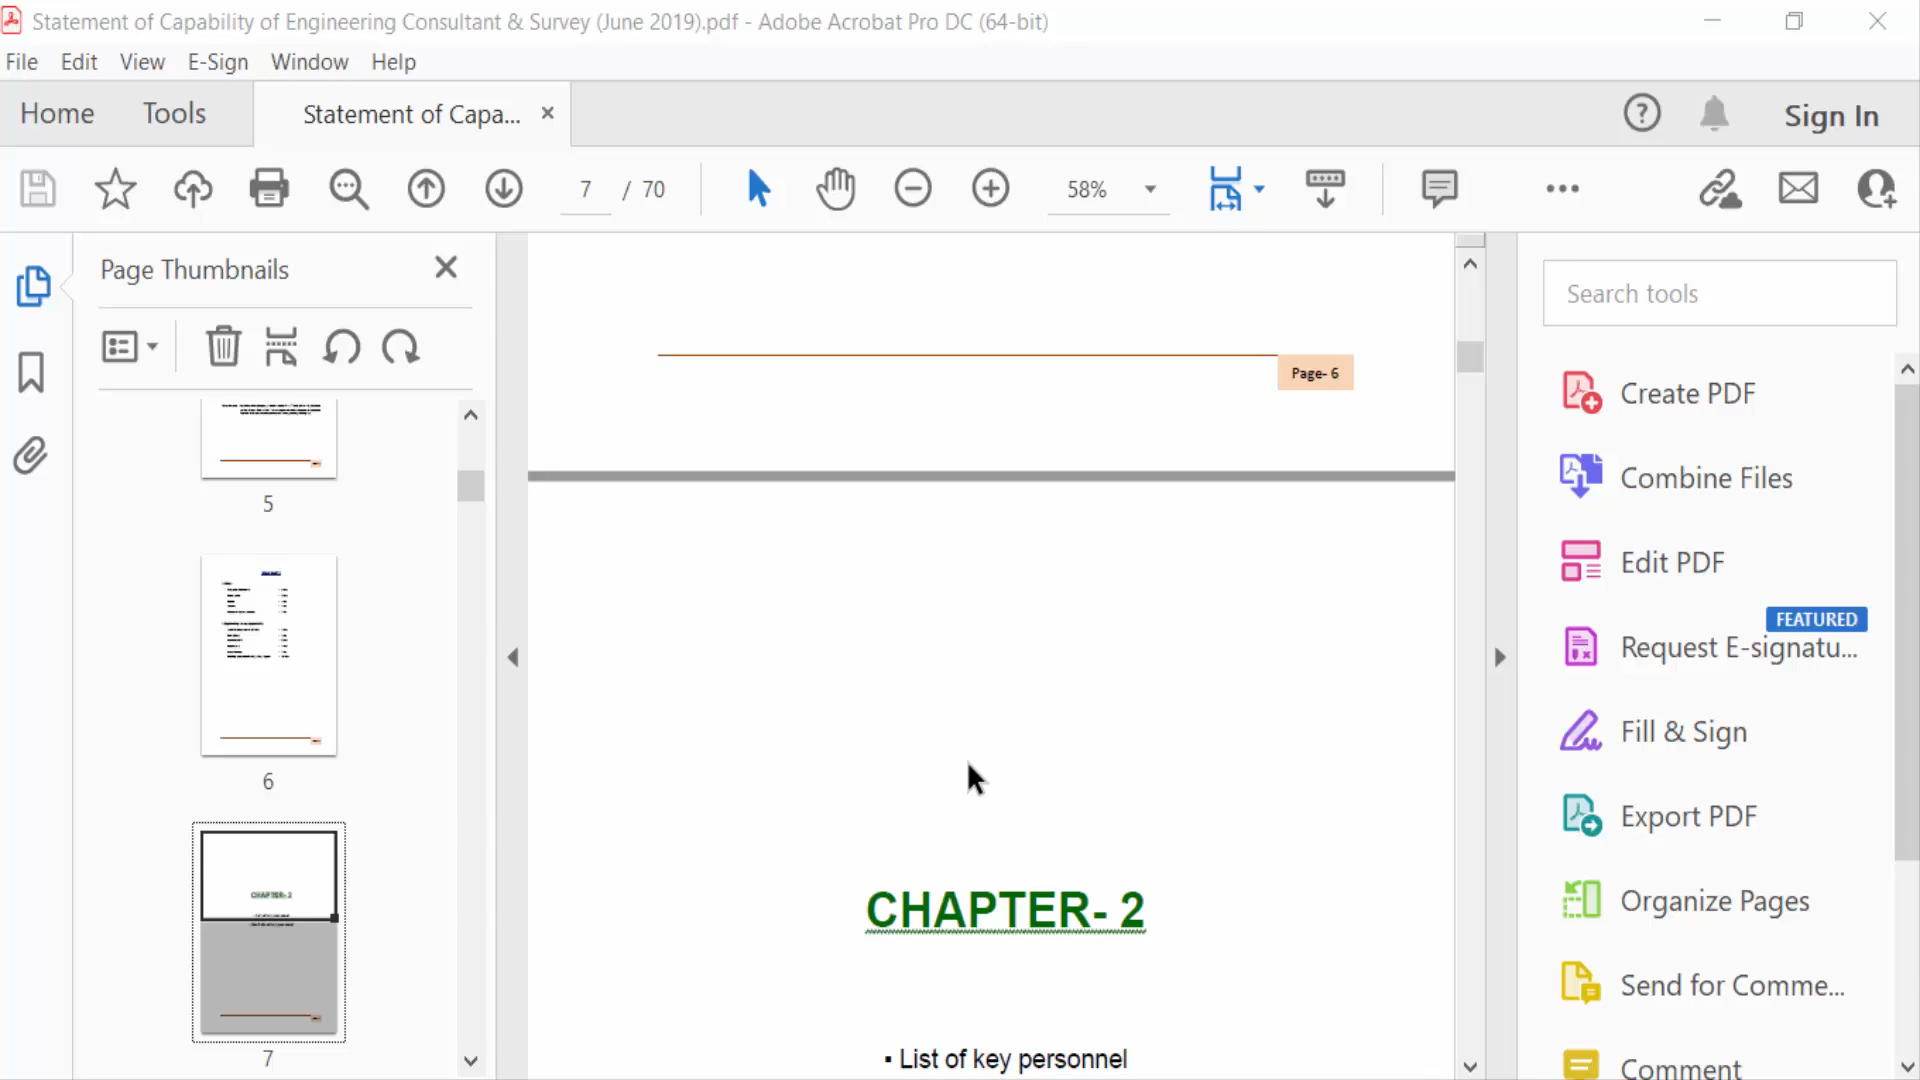 Statement of Capability of Engineering Consultant & Survey (June 2019).pdf - Adobe Acrobat Pro DC (64-bit)
File Edit View E-Sign Window Help
Home Tools Statement of Capa... Sign In
7 / 70 58%
Page Thumbnails
Search tools
Page- 6
Create PDF
Combine Files
5
Edit PDF
FEATURED
Request E-signatu...
Fill & Sign
6
Export PDF
CHAPTER- 2
CHAPTER- 2
Organize Pages
Send for Comme...
7
▪ List of key personnel
Comment